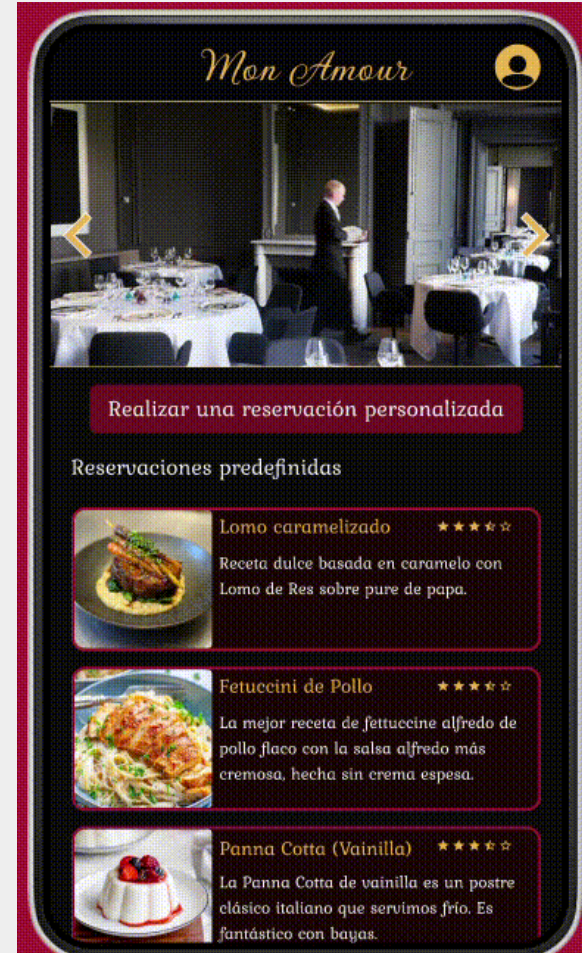 Mon Amour
Realizar una reservación personalizada
Reservaciones predefinidas
Lomo caramelizado
Receta dulce basada en caramelo con
Lomo de Res sobre pure de papa.
Fetuccini de Pollo
La mejor receta de fettuccine alfredo de
pollo flaco con la salsa alfredo más
cremosa, hecha sin crema espesa.
Panna Cotta (Vainilla)
La Panna Cotta de vainilla es un postre
clásico italiano que servimos frío. Es
fantástico con bayas.